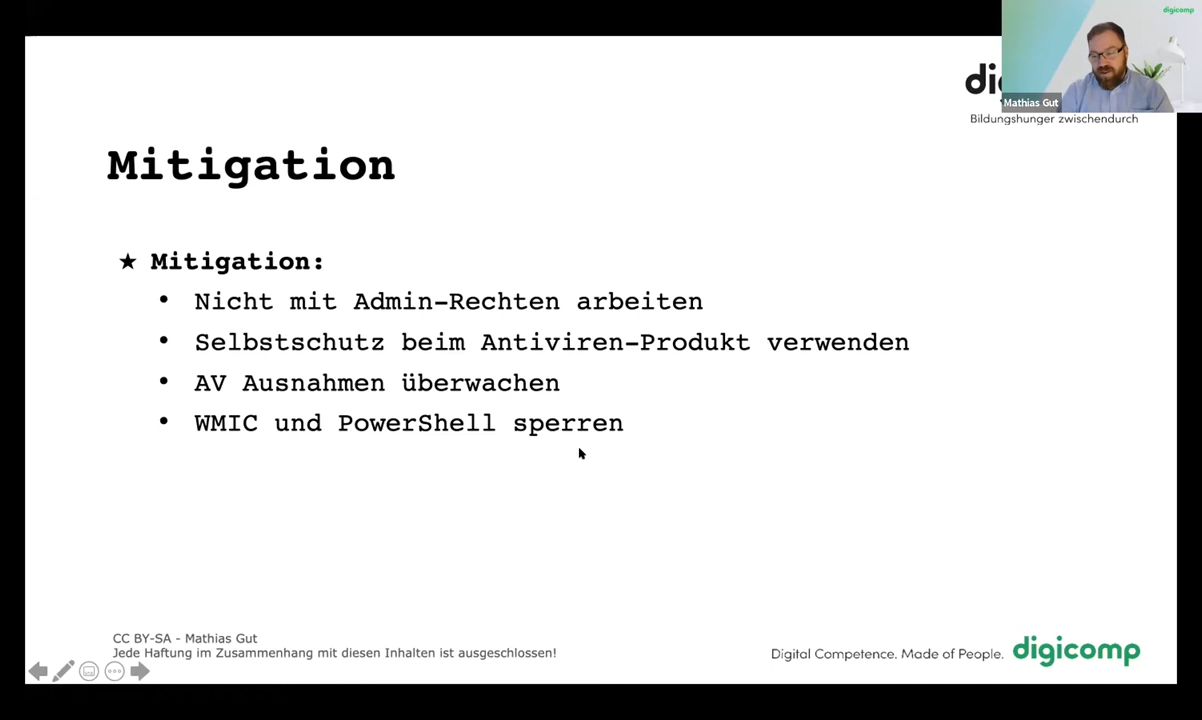 digicomp
Mathias Gut
Bildungshunger zwischendurch
Mitigation
★ Mitigation:
• Nicht mit Admin-Rechten arbeiten
• Selbstschutz beim Antiviren-Produkt verwenden
• AV Ausnahmen überwachen
• WMIC und PowerShell sperren
CC BY-SA - Mathias Gut
Jede Haftung im Zusammenhang mit diesen Inhalten ist ausgeschlossen!
Digital Competence. Made of People. digicomp